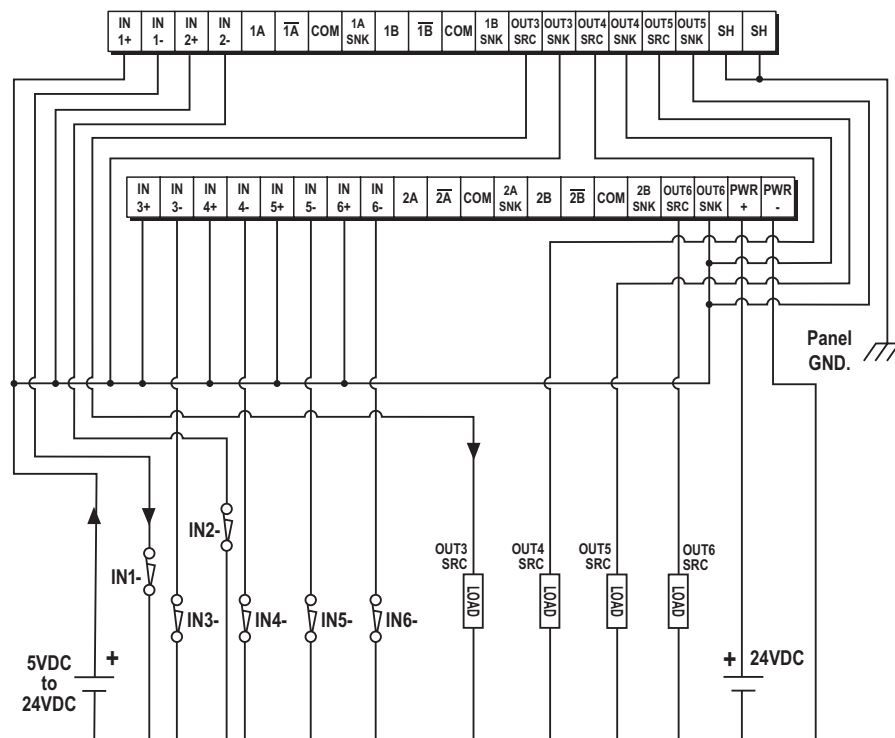 IN 1+
IN 1-
IN 2+
IN 2-
1A
1A
COM
1A SNK
1B
1B
COM
1B SNK
OUT3 SRC
OUT3 SNK
OUT4 SRC
OUT4 SNK
OUT5 SRC
OUT5 SNK
SH
SH
IN 3+
IN 3-
IN 4+
IN 4-
IN 5+
IN 5-
IN 6+
IN 6-
2A
2A
COM
2A SNK
2B
2B
COM
2B SNK
OUT6 SRC
OUT6 SNK
PWR +
PWR -
Panel
GND.
IN2-
IN1-
IN3-
IN4-
IN5-
IN6-
OUT3
SRC
LOAD
OUT4
SRC
LOAD
OUT5
SRC
LOAD
OUT6
SRC
LOAD
5VDC
to
24VDC
+
+ 24VDC